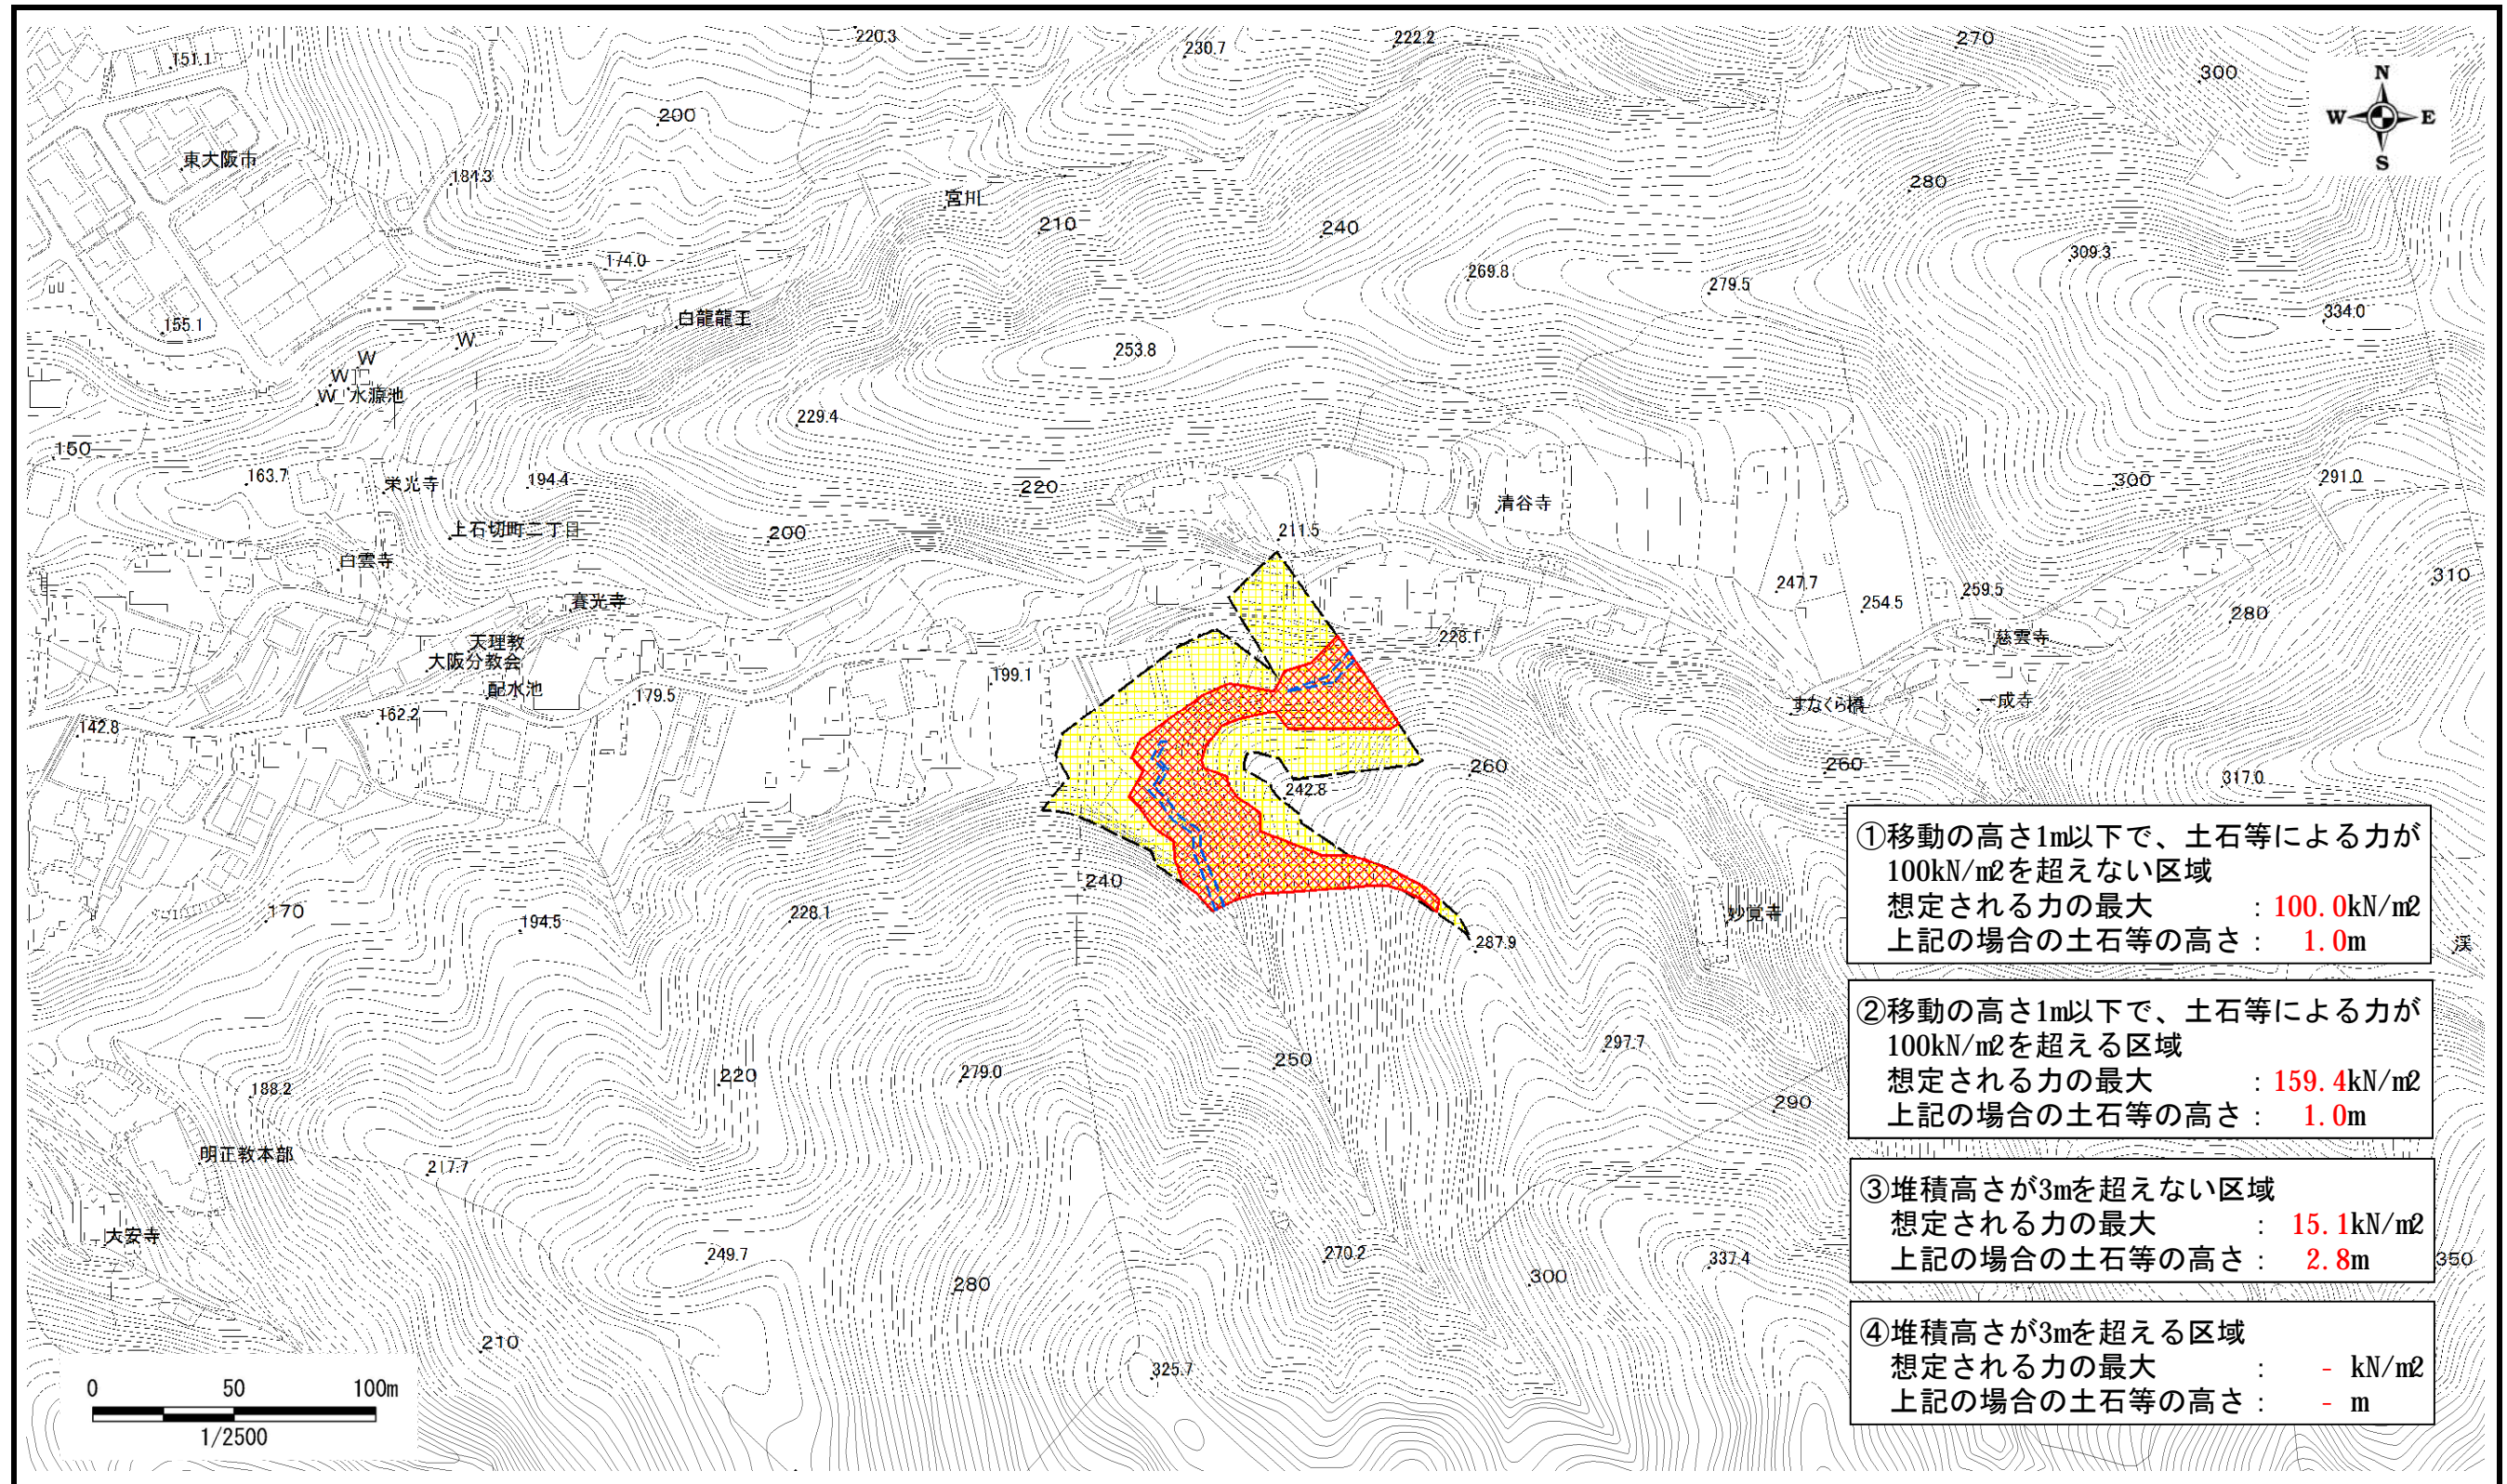 220.3
230.7
222.2
270
151.1
300
N
W
E
S
200
東大阪市
184.3
宮川
280
210
240
309.3
174.0
269.8
279.5
334.0
白龍龍王
155.1
W
W
253.8
W
W
水源池
229.4
150
163.7
栄光寺
194.4
220
清谷寺
300
291.0
上石切町二丁目
200
211.5
白雲寺
310
247.7
259.5
254.5
280
天理教
大阪分教会
228.1
慈雲寺
199.1
配水池
179.5
162.2
すなくら橋
一成寺
142.8
260
260
317.0
242.8
①移動の高さ1m以下で、土石等による力が
100kN/m2を超えない区域
想定される力の最大 : 100.0kN/m2
上記の場合の土石等の高さ : 1.0m
240
170
194.5
228.1
妙覚寺
287.9
渓
②移動の高さ1m以下で、土石等による力が
100kN/m2を超える区域
想定される力の最大 : 159.4kN/m2
上記の場合の土石等の高さ : 1.0m
297.7
250
220
279.0
188.2
290
明正教本部
217.7
③堆積高さが3mを超えない区域
想定される力の最大 : 15.1kN/m2
上記の場合の土石等の高さ : 2.8m
大安寺
249.7
270.2
337.4
350
280
300
④堆積高さが3mを超える区域
想定される力の最大 : - kN/m2
上記の場合の土石等の高さ : - m
210
325.7
0 50 100m
1/2500